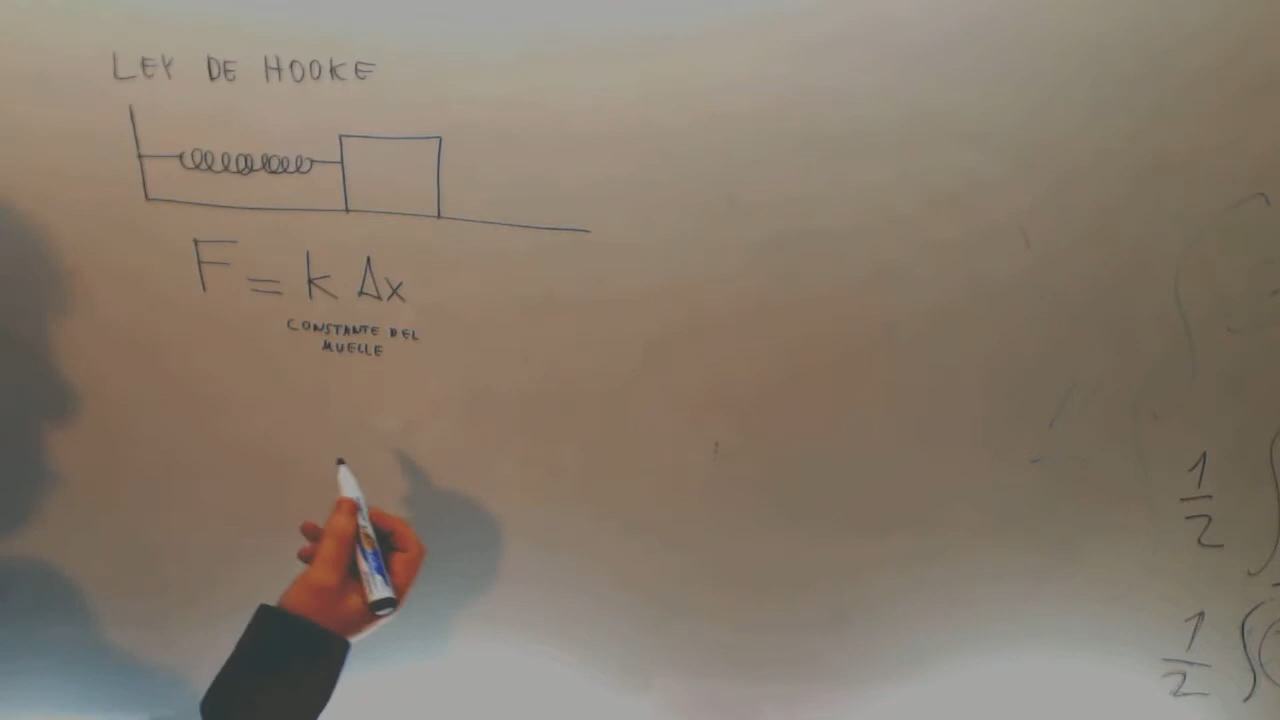 LEY DE HOOKE
F = k Δx
CONSTANTE DEL
MUELLE
1/2 ∫
1/2 ∫